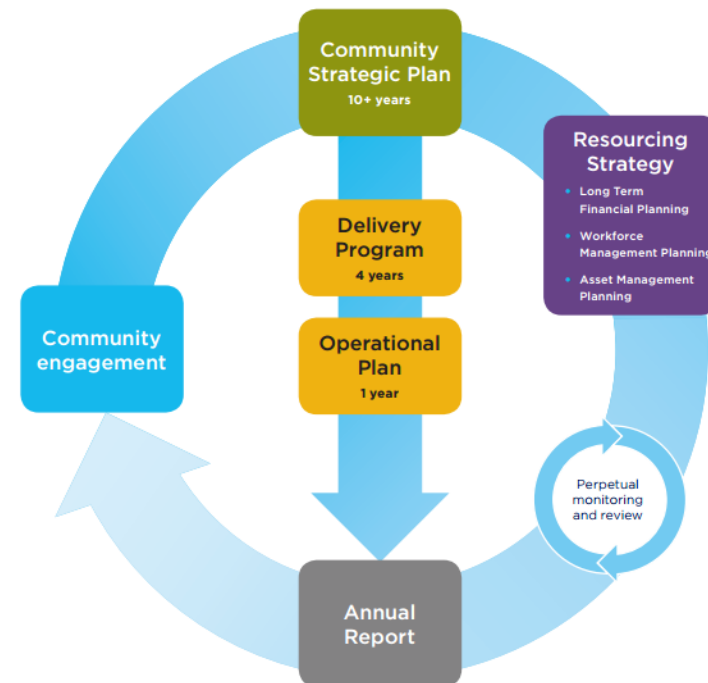 Community
Strategic Plan
10+ years
Resourcing
Strategy
• Long Term
Financial Planning
• Workforce
Management Planning
• Asset Management
Planning
Delivery
Program
4 years
Operational
Plan
1 year
Community
engagement
Perpetual
monitoring
and review
Annual
Report